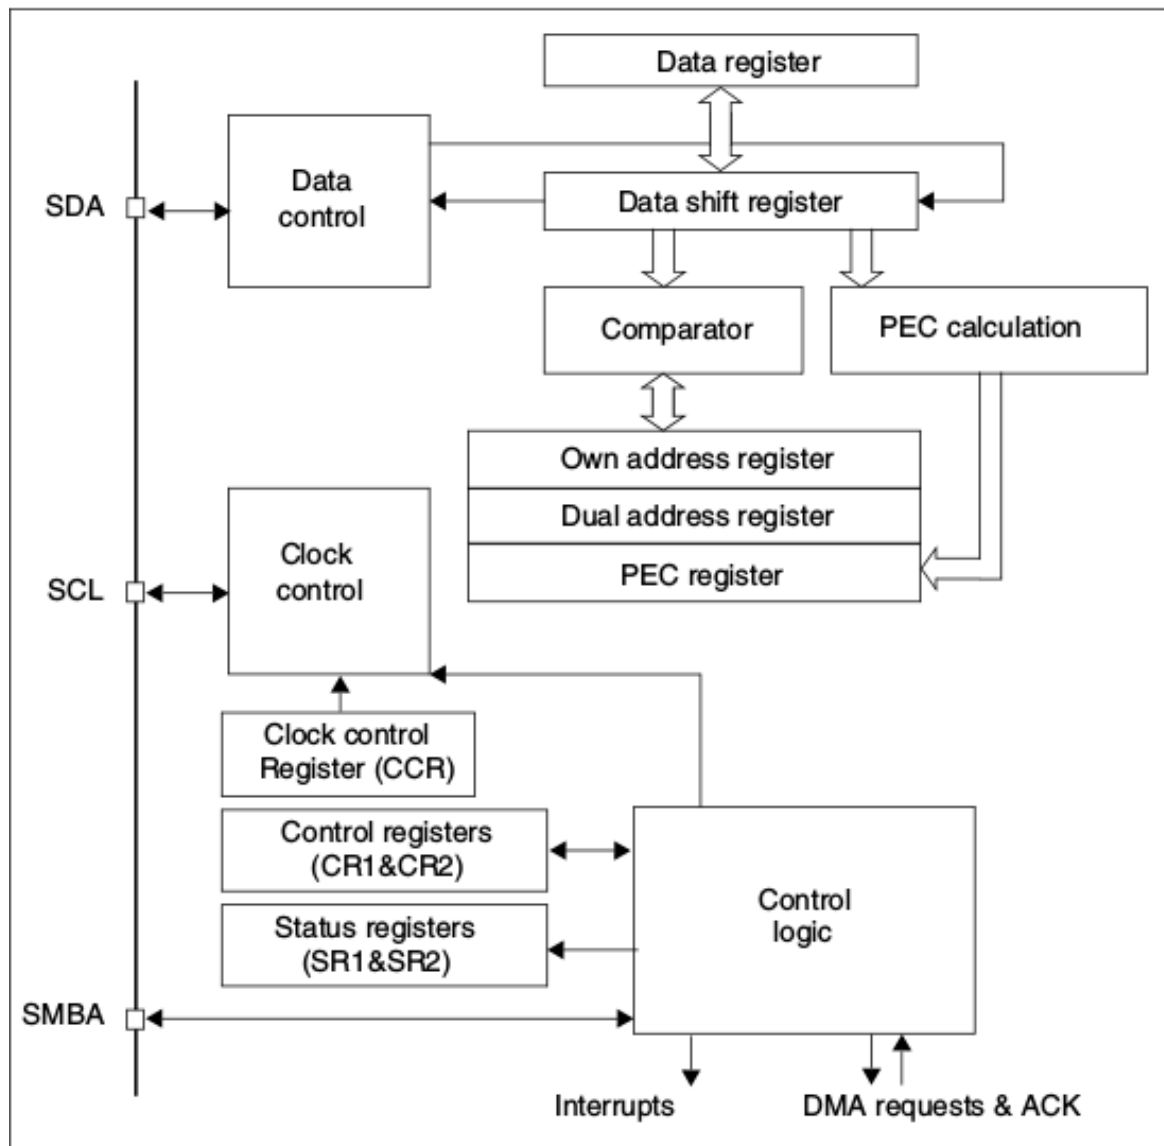 Data register
Data
control
SDA
Data shift register
Comparator
PEC calculation
Own address register
Dual address register
PEC register
Clock
control
SCL
Clock control
Register (CCR)
Control registers
(CR1&CR2)
Status registers
(SR1&SR2)
Control
logic
SMBA
Interrupts
DMA requests & ACK